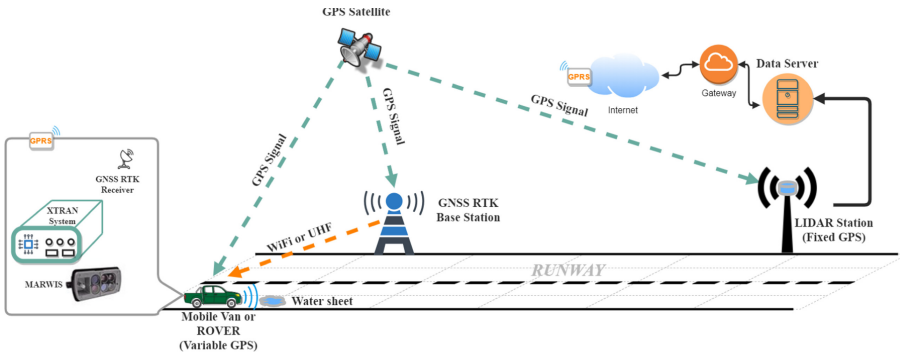 GPS Satellite
GPRS
Internet
Gateway
Data Server
GPS Signal
GPS Signal
GPS Signal
GPRS
GNSS RTK
Receiver
XTRAN
System
MARWIS
GNSS RTK
Base Station
WiFi or UHF
LIDAR Station
(Fixed GPS)
RUNWAY
Water sheet
Mobile Van or
ROVER
(Variable GPS)